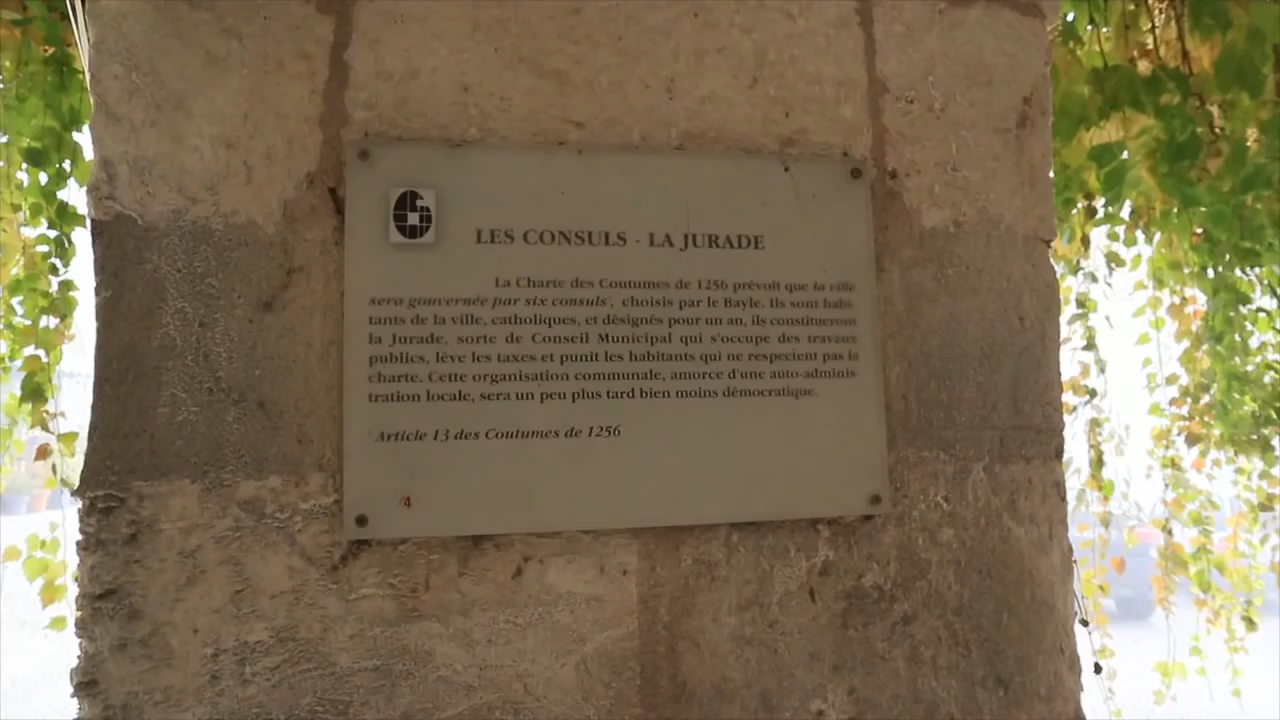 LES CONSULS - LA JURADE
La Charte des Coutumes de 1256 prévoit que la ville
sera gouvernée par six consuls', choisis par le Bayle. Ils sont habi-
tants de la ville, catholiques, et désignés pour un an, ils constitueront
la Jurade, sorte de Conseil Municipal qui s'occupe des travaux
publics, lève les taxes et punit les habitants qui ne respectent pas la
charte. Cette organisation communale, amorce d'une auto-adminis-
tration locale, sera un peu plus tard bien moins démocratique.
' Article 13 des Coutumes de 1256
4